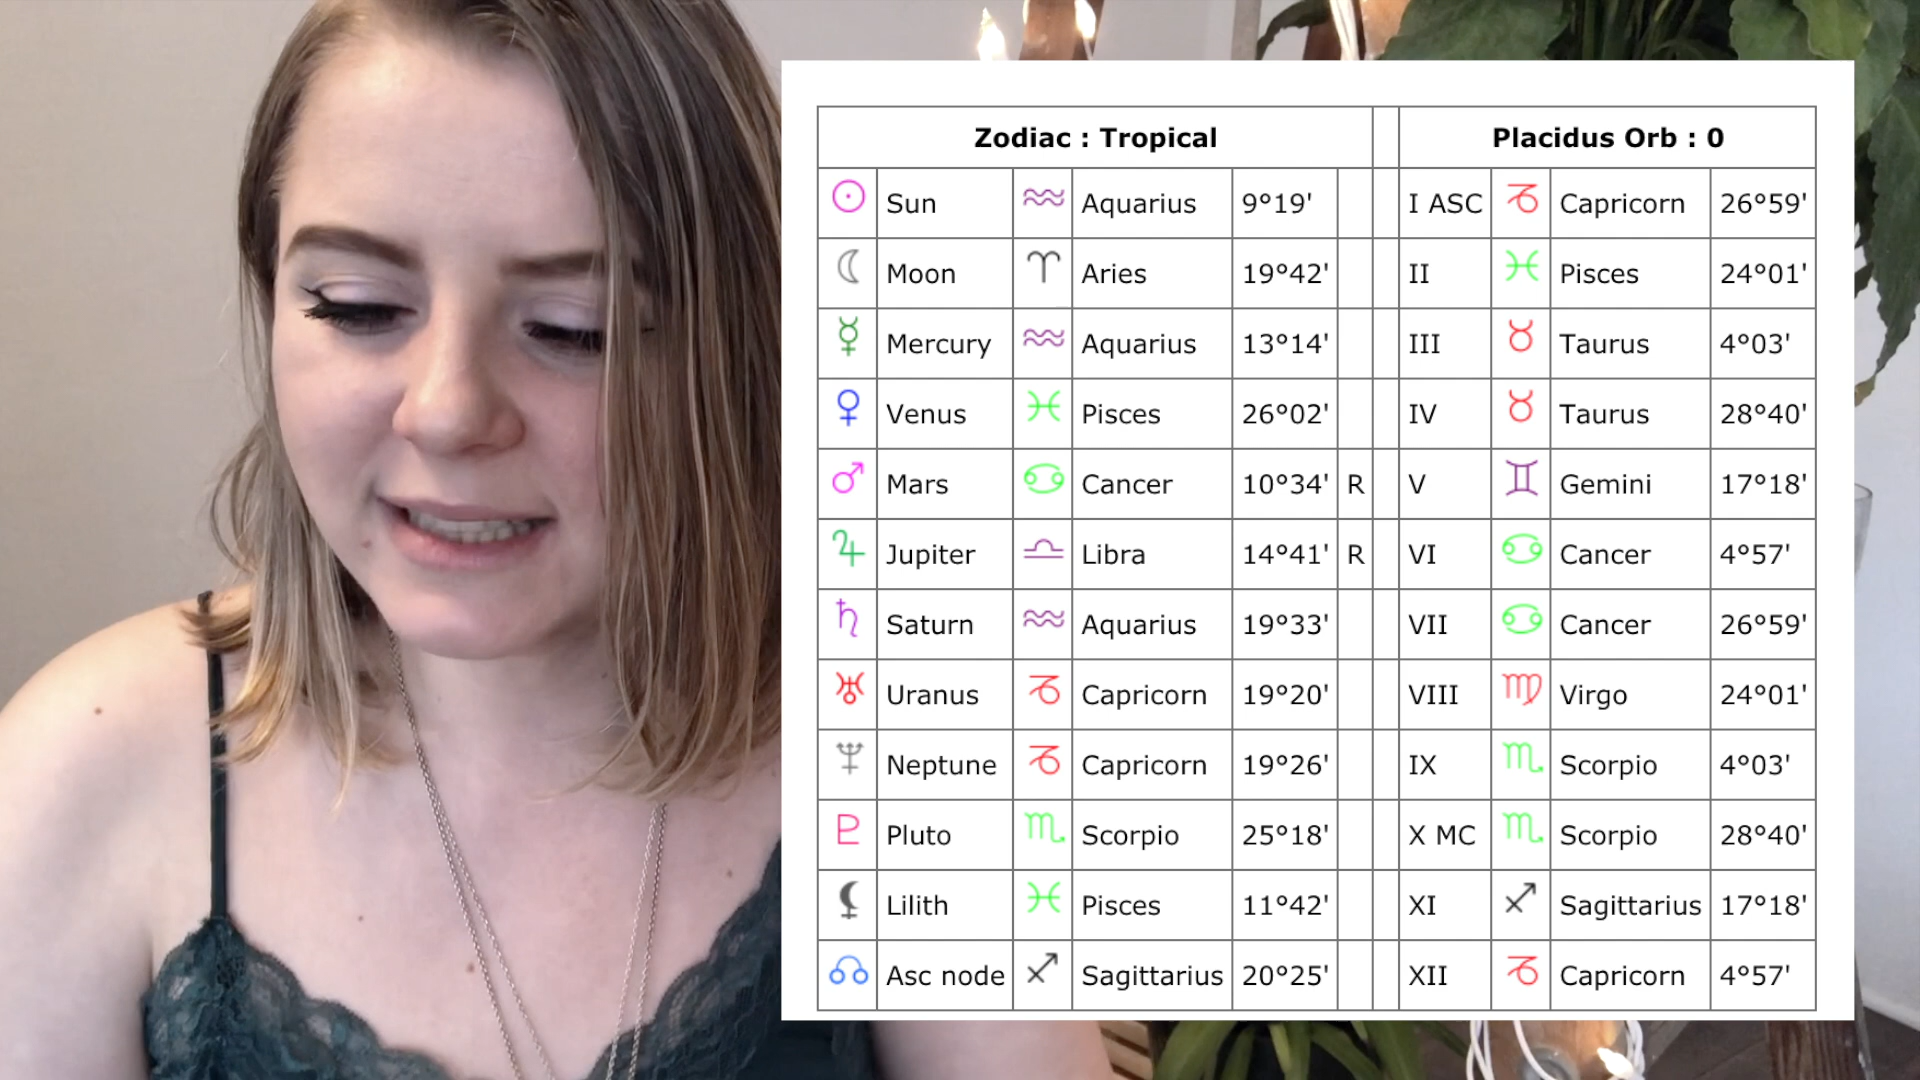 Zodiac : Tropical Placidus Orb : 0
Sun Aquarius 9°19' I ASC Capricorn 26°59'
Moon Aries 19°42' II Pisces 24°01'
Mercury Aquarius 13°14' III Taurus 4°03'
Venus Pisces 26°02' IV Taurus 28°40'
Mars Cancer 10°34' R V Gemini 17°18'
Jupiter Libra 14°41' R VI Cancer 4°57'
Saturn Aquarius 19°33' VII Cancer 26°59'
Uranus Capricorn 19°20' VIII Virgo 24°01'
Neptune Capricorn 19°26' IX Scorpio 4°03'
Pluto Scorpio 25°18' X MC Scorpio 28°40'
Lilith Pisces 11°42' XI Sagittarius 17°18'
Asc node Sagittarius 20°25' XII Capricorn 4°57'